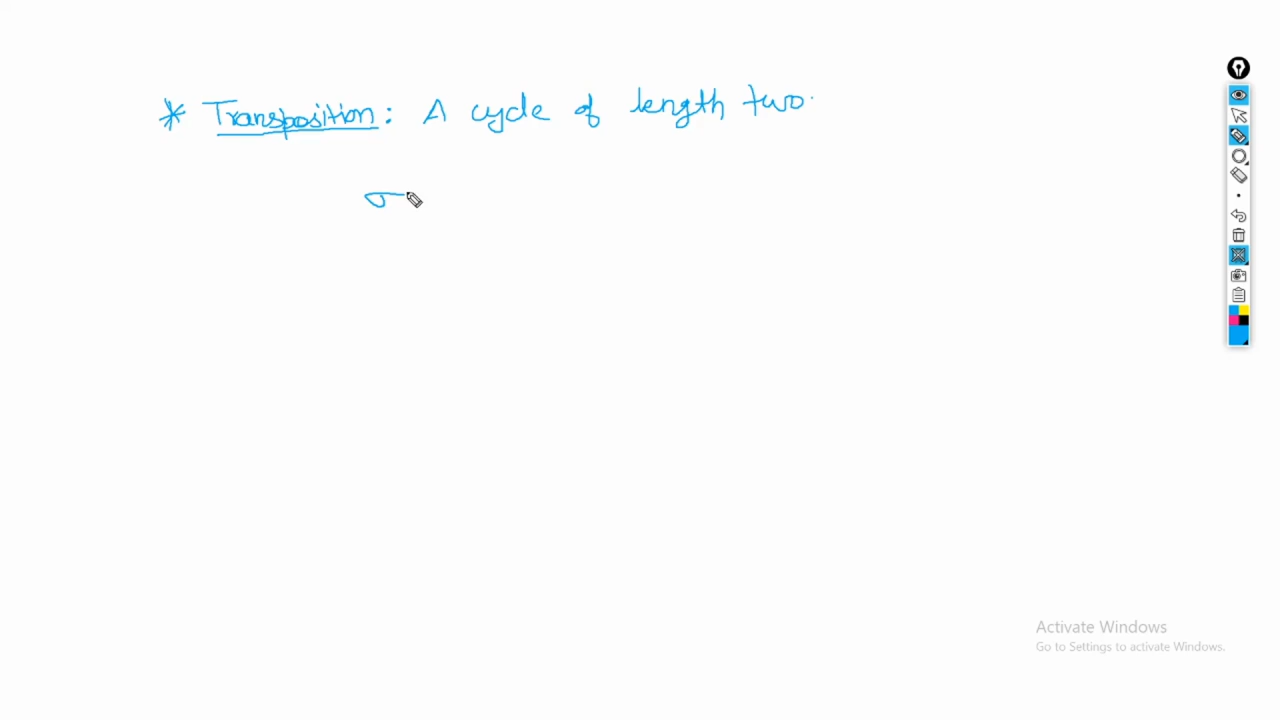 * Transposition: A cycle of length two.
σ
Activate Windows
Go to Settings to activate Windows.